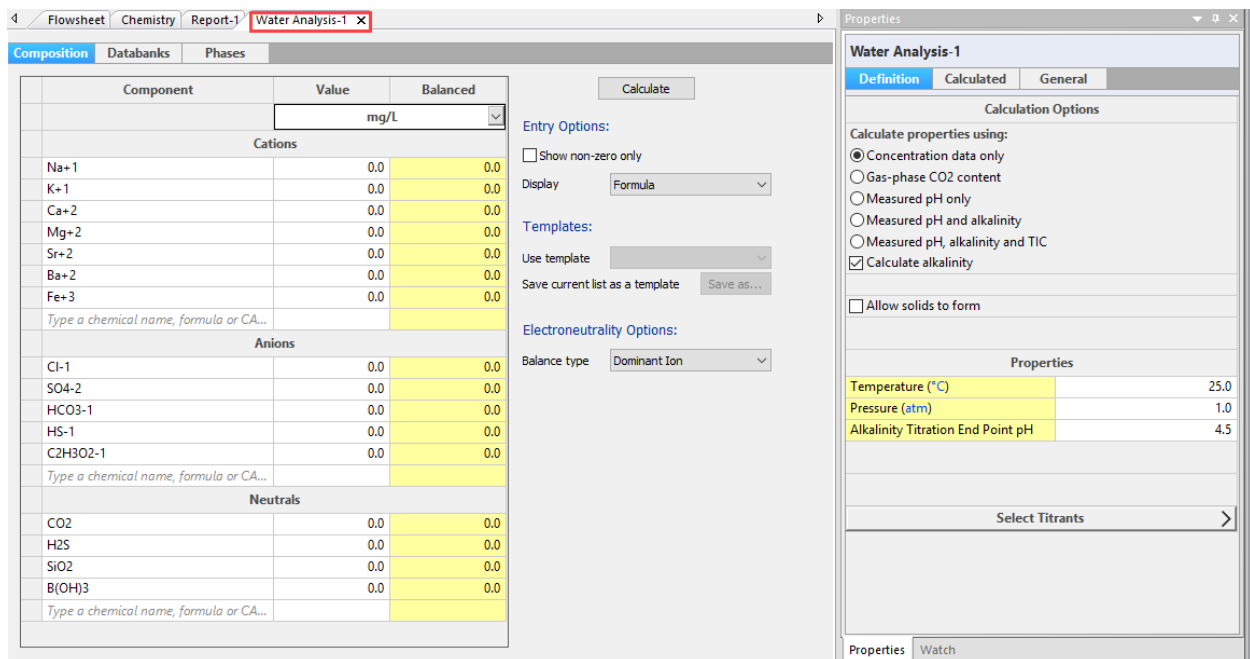 Flowsheet Chemistry Report-1 Water Analysis-1 X
Composition Databanks Phases
Component Value Balanced
mg/L
Cations
Na+1 0.0 0.0
K+1 0.0 0.0
Ca+2 0.0 0.0
Mg+2 0.0 0.0
Sr+2 0.0 0.0
Ba+2 0.0 0.0
Fe+3 0.0 0.0
Type a chemical name, formula or CA...
Anions
Cl-1 0.0 0.0
SO4-2 0.0 0.0
HCO3-1 0.0 0.0
HS-1 0.0 0.0
C2H3O2-1 0.0 0.0
Type a chemical name, formula or CA...
Neutrals
CO2 0.0 0.0
H2S 0.0 0.0
SiO2 0.0 0.0
B(OH)3 0.0 0.0
Type a chemical name, formula or CA...
Calculate
Entry Options:
Show non-zero only
Display Formula
Templates:
Use template
Save current list as a template Save as...
Electroneutrality Options:
Balance type Dominant Ion
Properties
Water Analysis-1
Definition Calculated General
Calculation Options
Calculate properties using:
Concentration data only
Gas-phase CO2 content
Measured pH only
Measured pH and alkalinity
Measured pH, alkalinity and TIC
Calculate alkalinity
Allow solids to form
Properties
Temperature (°C) 25.0
Pressure (atm) 1.0
Alkalinity Titration End Point pH 4.5
Select Titrants
Properties Watch